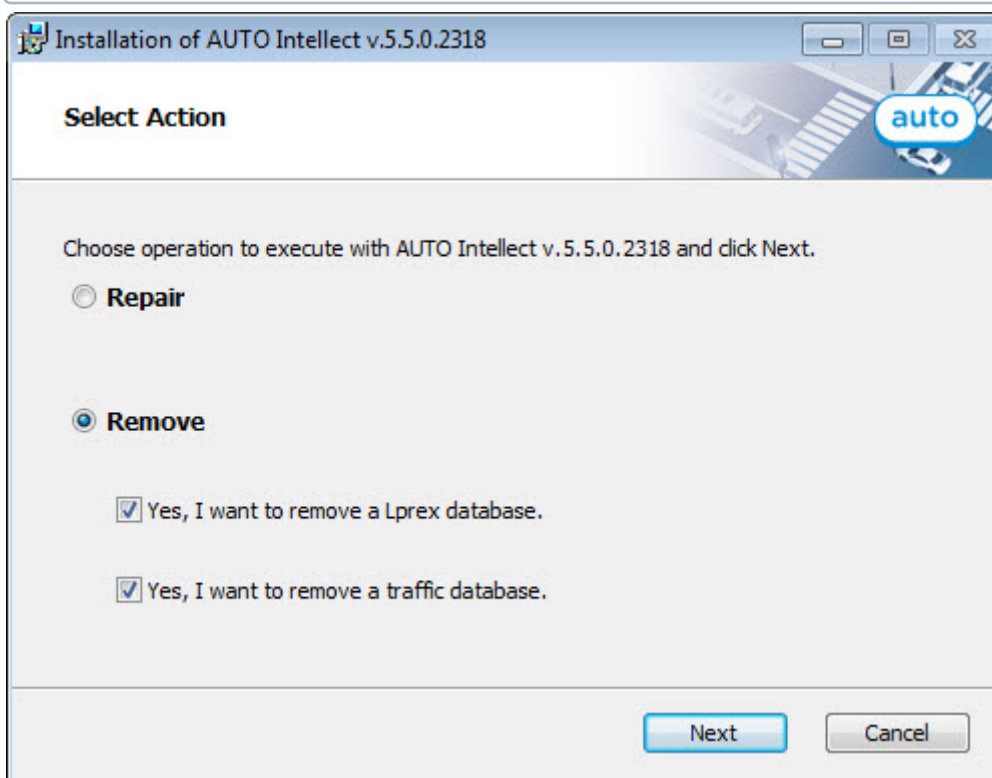 Installation of AUTO Intellect v.5.5.0.2318
Select Action
auto
Choose operation to execute with AUTO Intellect v.5.5.0.2318 and click Next.
Repair
Remove
Yes, I want to remove a Lprex database.
Yes, I want to remove a traffic database.
Next
Cancel